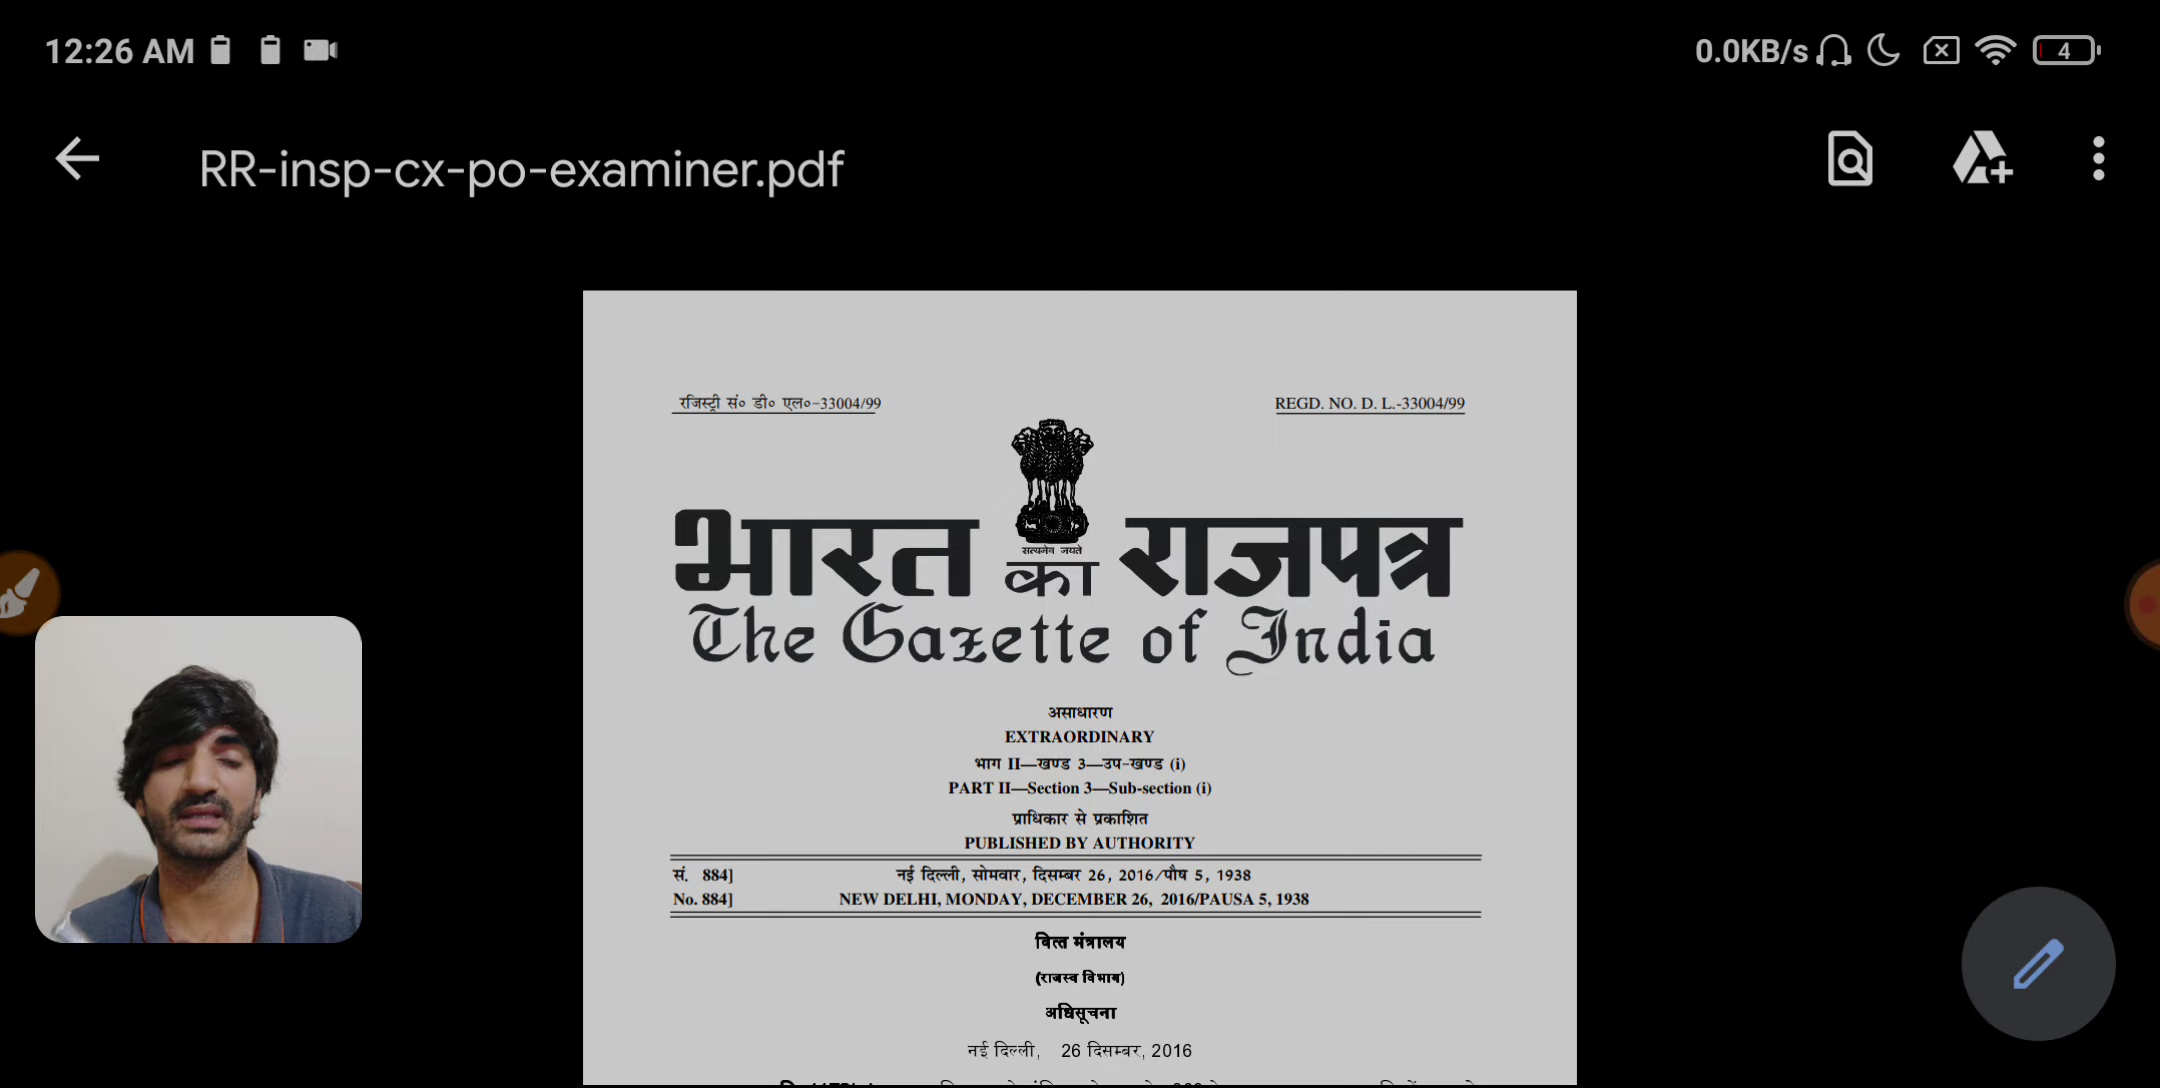 12:26 AM
0.0KB/s
4
RR-insp-cx-po-examiner.pdf
रजिस्ट्री सं० डी० एल०-33004/99
REGD. NO. D. L.-33004/99
सत्यमेव जयते
भारत का राजपत्र
The Gazette of India
असाधारण
EXTRAORDINARY
भाग II—खण्ड 3—उप-खण्ड (i)
PART II—Section 3—Sub-section (i)
प्राधिकार से प्रकाशित
PUBLISHED BY AUTHORITY
सं. 884] नई दिल्ली, सोमवार, दिसम्बर 26, 2016/पौष 5, 1938
No. 884] NEW DELHI, MONDAY, DECEMBER 26, 2016/PAUSA 5, 1938
वित्त मंत्रालय
(राजस्व विभाग)
अधिसूचना
नई दिल्ली, 26 दिसम्बर, 2016